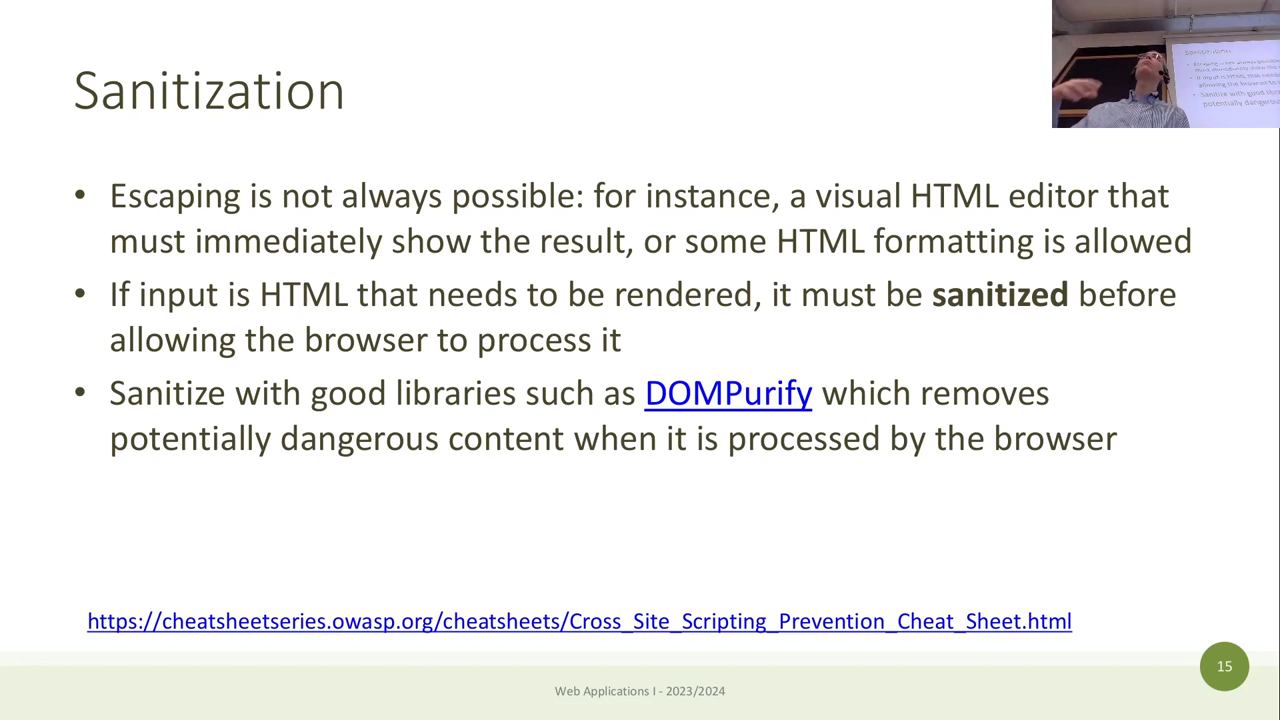 Sanitization
• Escaping is not always possible: for instance, a visual HTML editor that
must immediately show the result, or some HTML formatting is allowed
• If input is HTML that needs to be rendered, it must be sanitized before
allowing the browser to process it
• Sanitize with good libraries such as DOMPurify which removes
potentially dangerous content when it is processed by the browser
https://cheatsheetseries.owasp.org/cheatsheets/Cross_Site_Scripting_Prevention_Cheat_Sheet.html
15
Web Applications I - 2023/2024